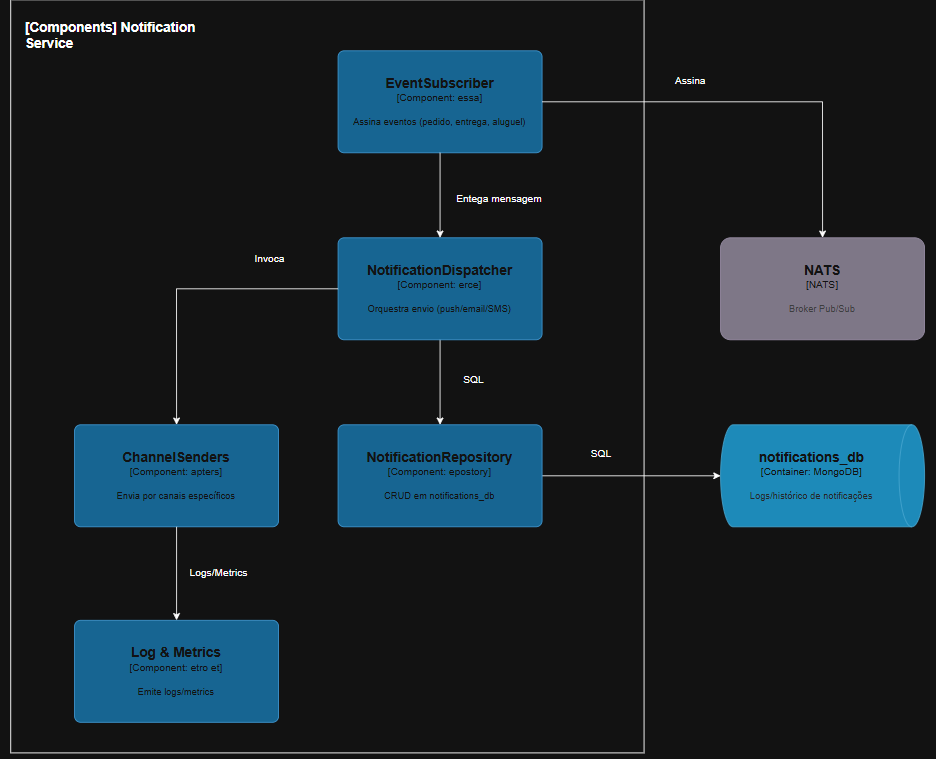 [Components] Notification
Service
EventSubscriber
[Component: essa]
Assina eventos (pedido, entrega, aluguel)
Assina
Entega mensagem
Invoca
NotificationDispatcher
[Component: erce]
Orquestra envio (push/email/SMS)
NATS
[NATS]
Broker Pub/Sub
SQL
ChannelSenders
[Component: apters]
Envia por canais específicos
NotificationRepository
[Component: epostory]
CRUD em notifications_db
SQL
notifications_db
[Container: MongoDB]
Logs/histórico de notificações
Logs/Metrics
Log & Metrics
[Component: etro et]
Emite logs/metrics